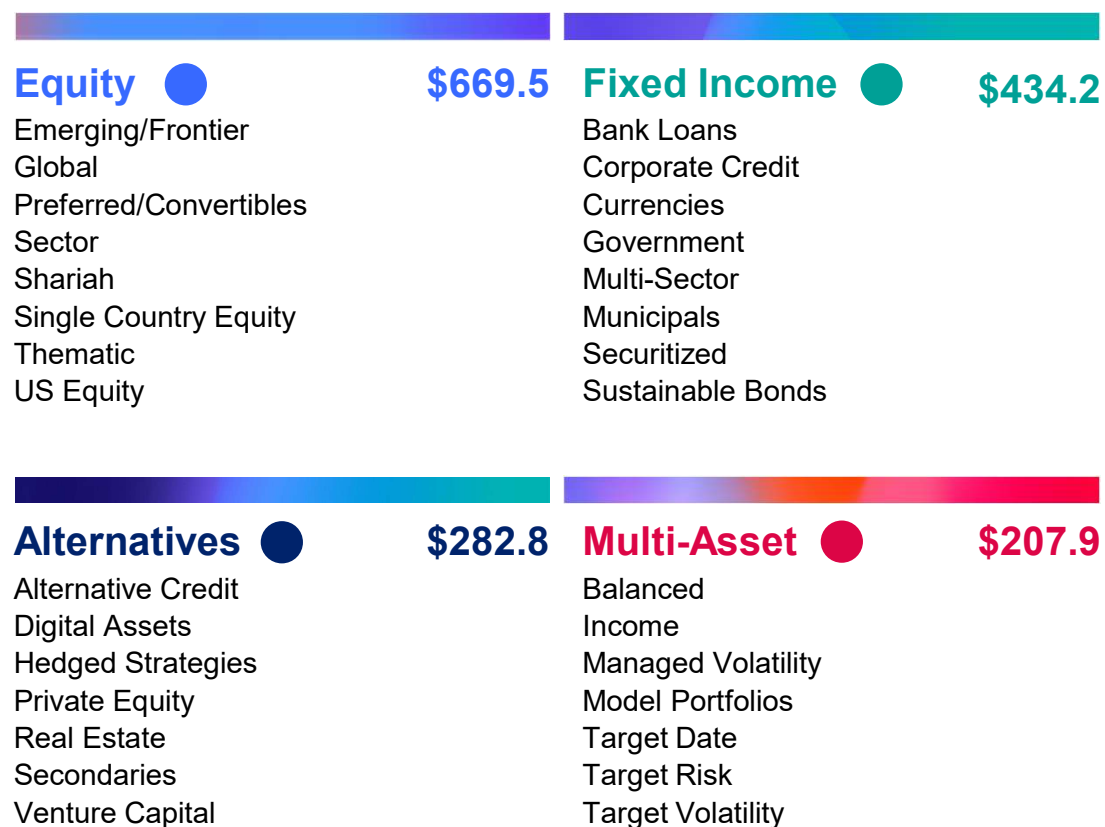 Equity $669.5
Emerging/Frontier
Global
Preferred/Convertibles
Sector
Shariah
Single Country Equity
Thematic
US Equity
Fixed Income $434.2
Bank Loans
Corporate Credit
Currencies
Government
Multi-Sector
Municipals
Securitized
Sustainable Bonds
Alternatives $282.8
Alternative Credit
Digital Assets
Hedged Strategies
Private Equity
Real Estate
Secondaries
Venture Capital
Multi-Asset $207.9
Balanced
Income
Managed Volatility
Model Portfolios
Target Date
Target Risk
Target Volatility